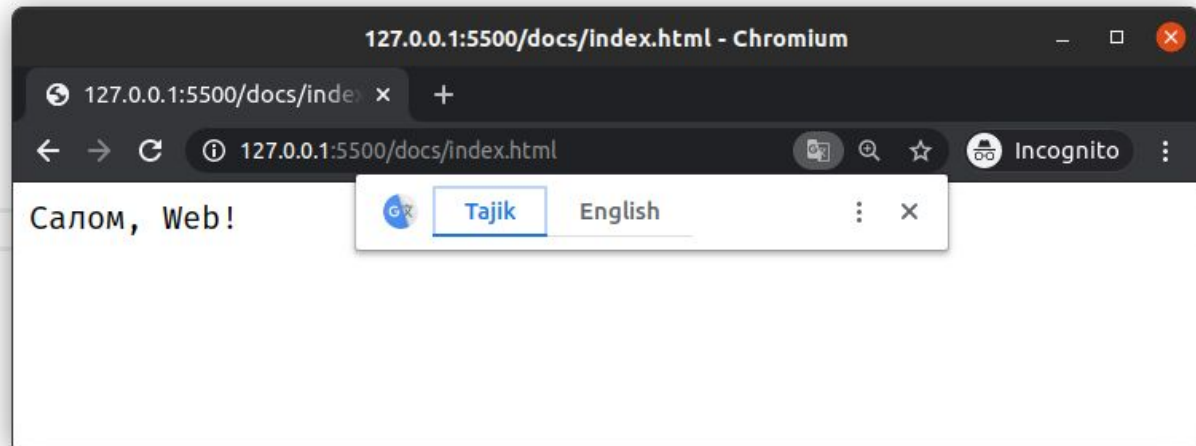 127.0.0.1:5500/docs/index.html - Chromium
127.0.0.1:5500/docs/inde
127.0.0.1:5500/docs/index.html
Incognito
Салом, Web!
Tajik English